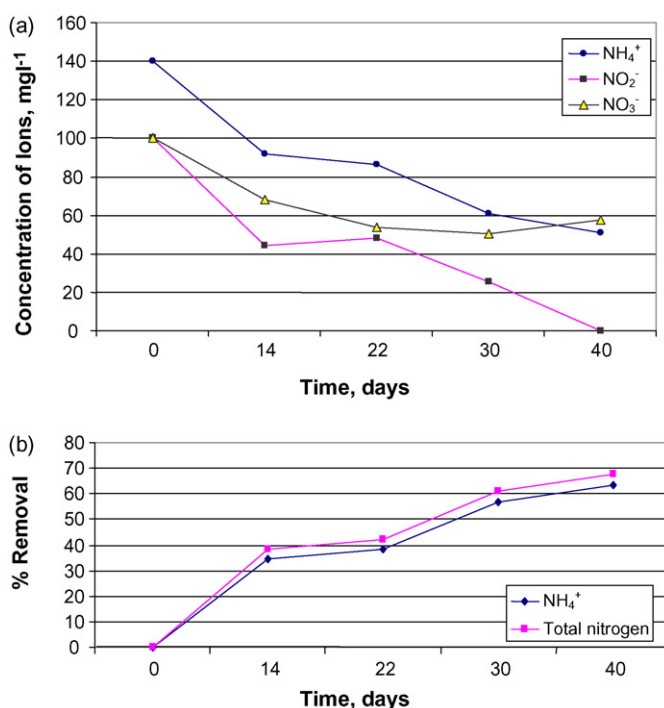 (a)
160
140
120
100
80
60
40
20
0
Concentration of Ions, mgl⁻¹
NH₄⁺
NO₂⁻
NO₃⁻
0 14 22 30 40
Time, days
(b)
80
70
60
50
40
30
20
10
0
% Removal
NH₄⁺
Total nitrogen
0 14 22 30 40
Time, days